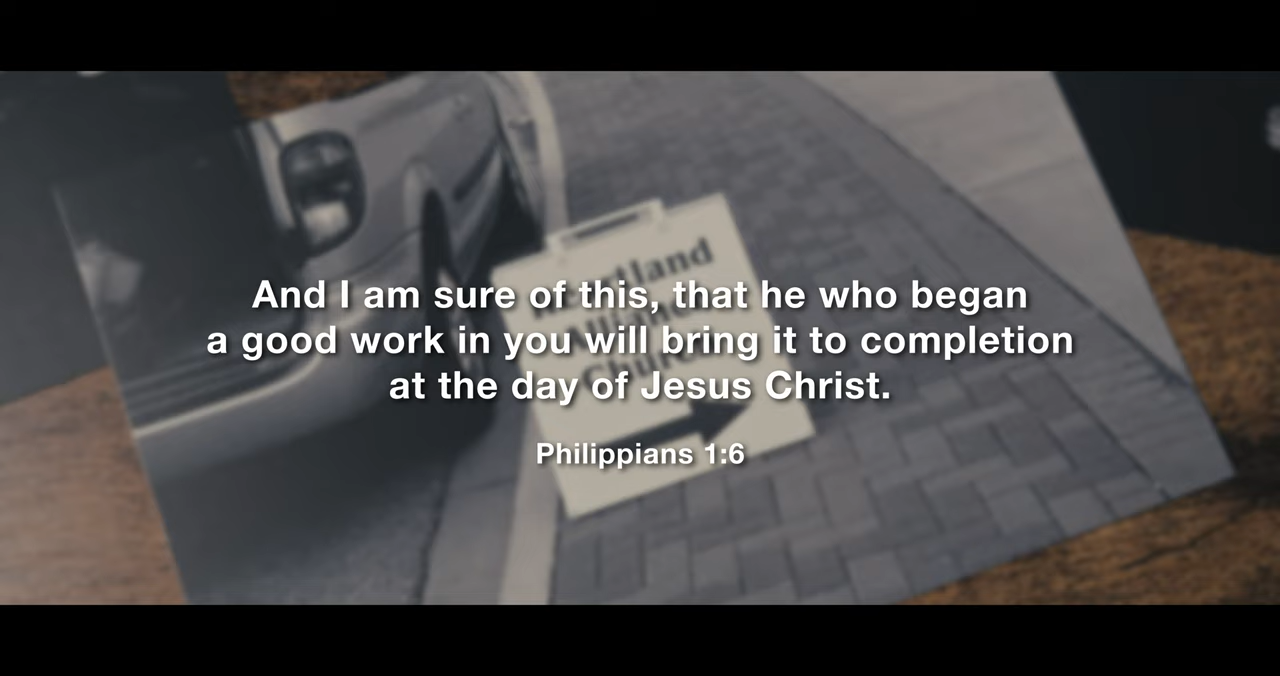 And I am sure of this, that he who began
a good work in you will bring it to completion
at the day of Jesus Christ.
Philippians 1:6